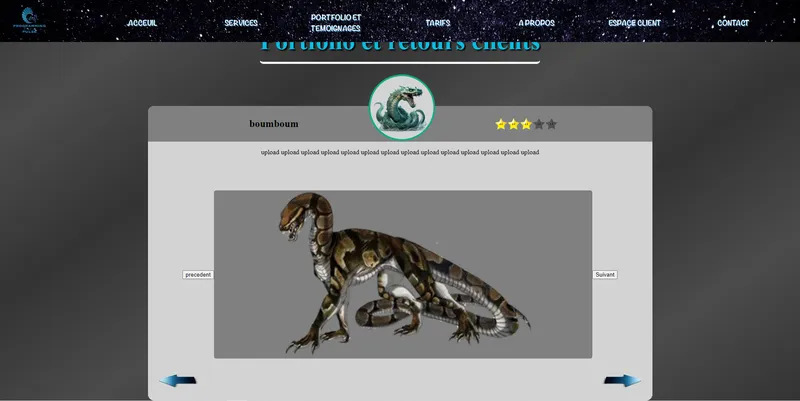 ACCEUIL
SERVICES
PORTFOLIO ET
TEMOIGNAGES
TARIFS
A PROPOS
ESPACE CLIENT
CONTACT
Portfolio et retours clients
boumboum
upload upload upload upload upload upload upload upload upload upload upload upload upload upload
precedent
Suivant